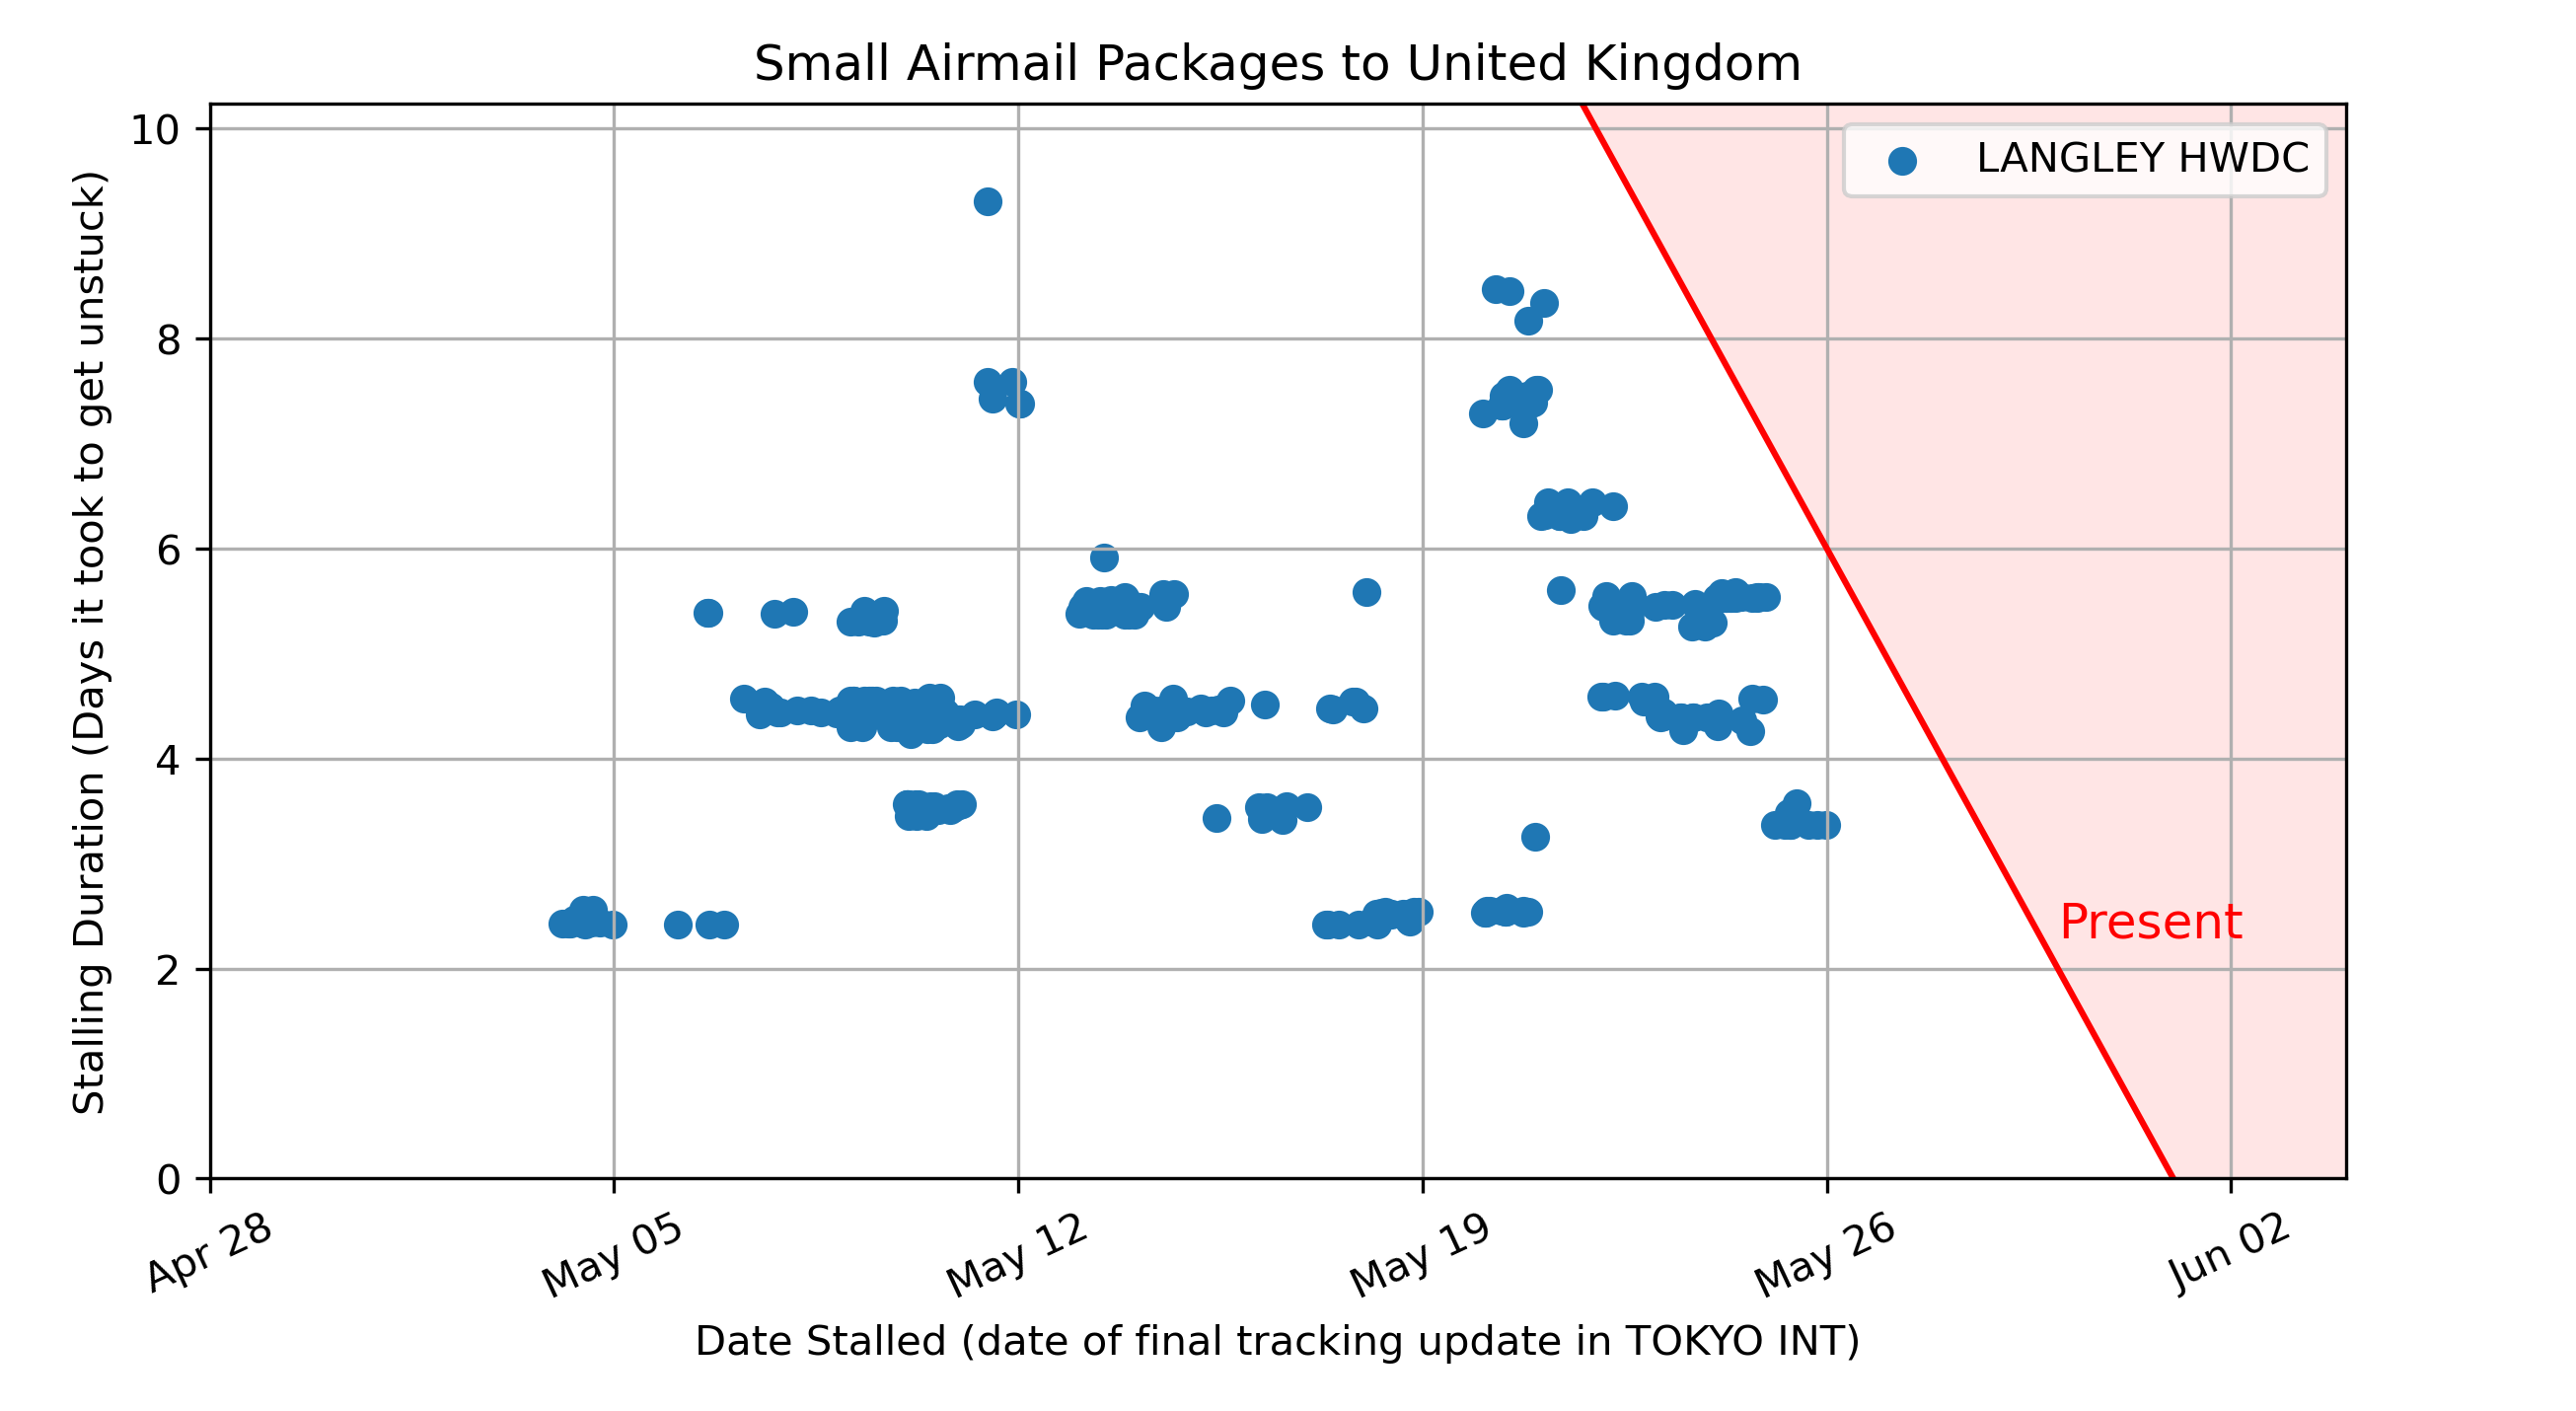 Small Airmail Packages to United Kingdom
Stalling Duration (Days it took to get unstuck)
10
8
6
4
2
0
LANGLEY HWDC
Present
Apr 28
May 05
May 12
May 19
May 26
Jun 02
Date Stalled (date of final tracking update in TOKYO INT)